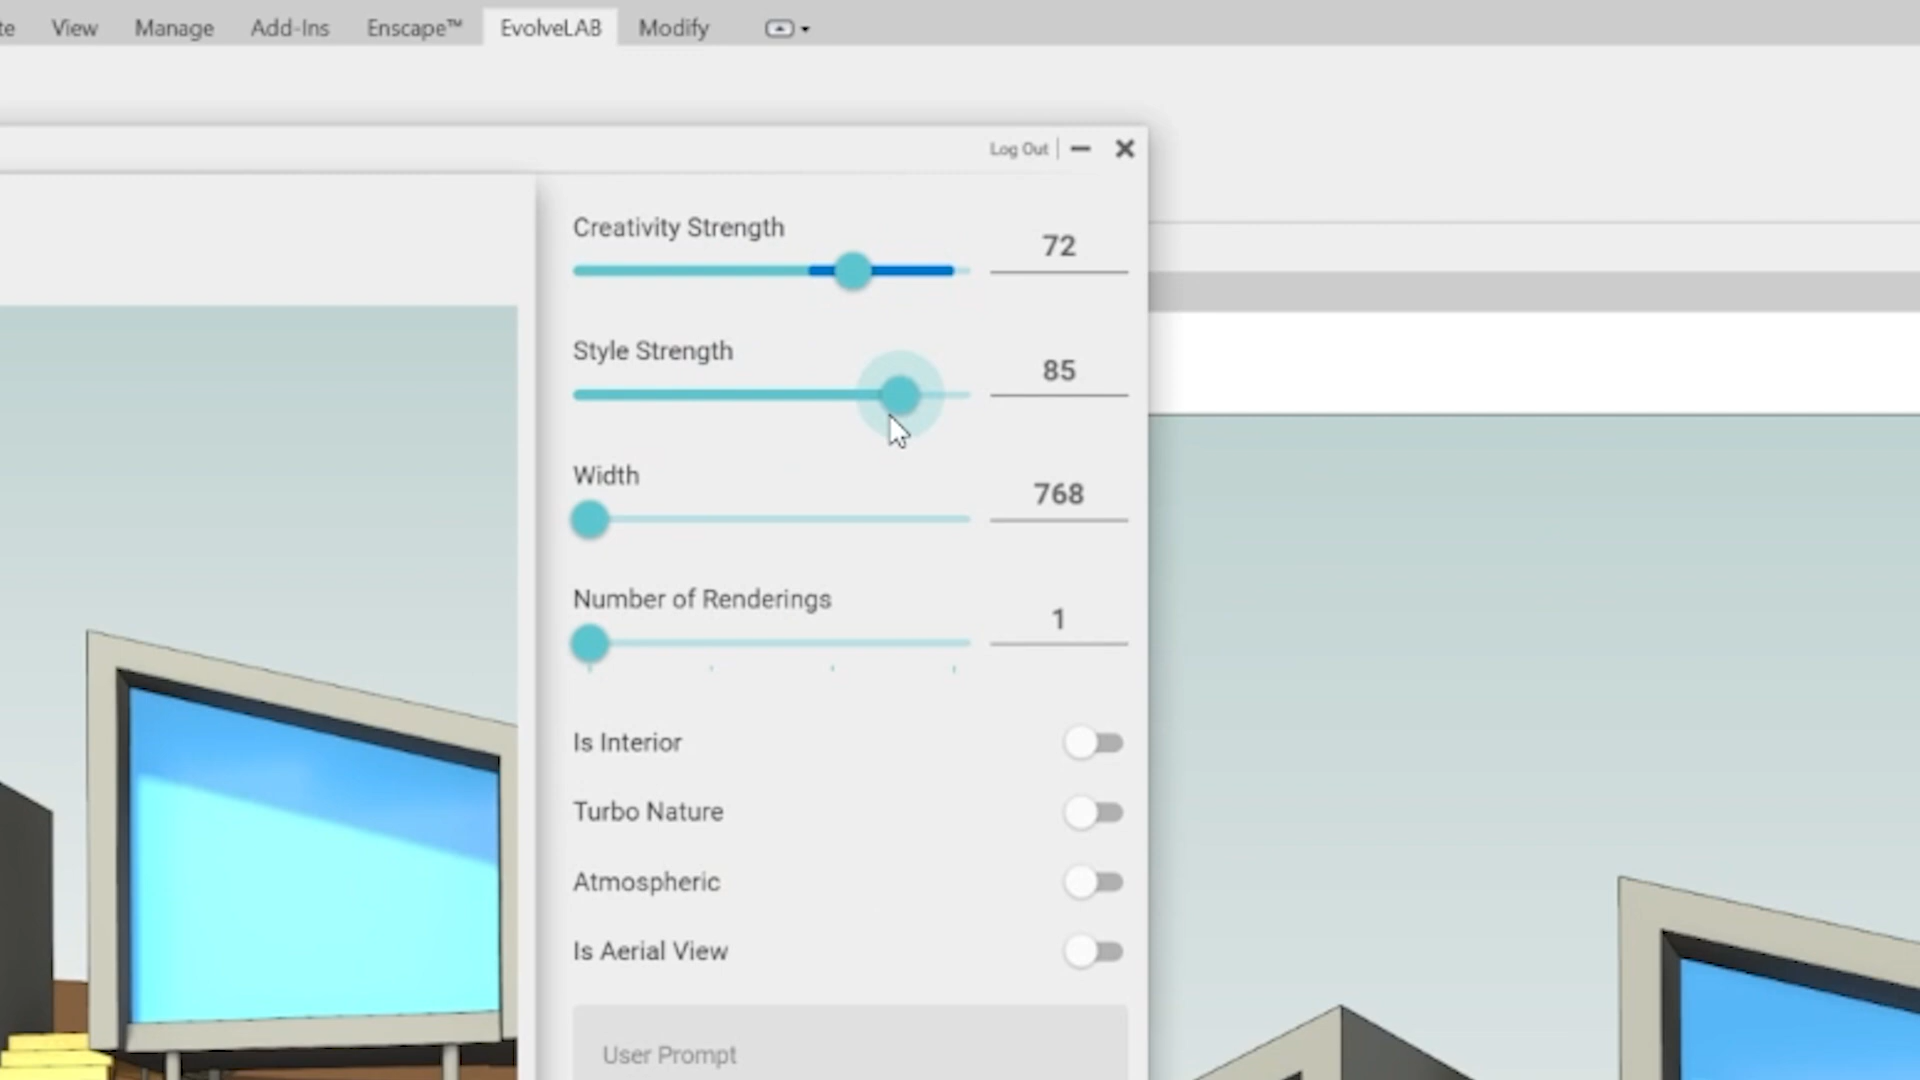 te View Manage Add-Ins Enscape™ EvolveLAB Modify
Log Out
Creativity Strength 72
Style Strength 85
Width 768
Number of Renderings 1
Is Interior
Turbo Nature
Atmospheric
Is Aerial View
User Prompt